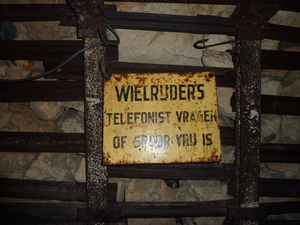 WIELRIJDERS
TELEFONIST VRAGEN
OF SPOOR VRIJ IS